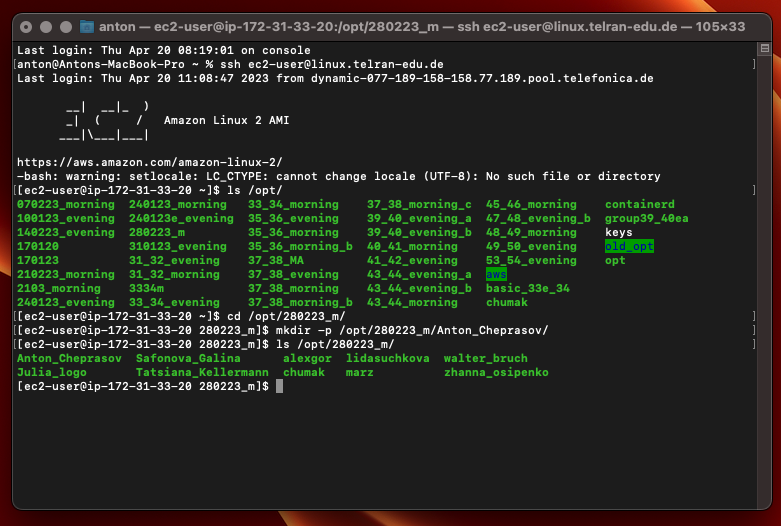 anton — ec2-user@ip-172-31-33-20:/opt/280223_m — ssh ec2-user@linux.telran-edu.de — 105×33
Last login: Thu Apr 20 08:19:01 on console
[anton@Antons-MacBook-Pro ~ % ssh ec2-user@linux.telran-edu.de ]
Last login: Thu Apr 20 11:08:47 2023 from dynamic-077-189-158-158.77.189.pool.telefonica.de
__|  __|_  )
_|  (     /   Amazon Linux 2 AMI
___|\___|___|
https://aws.amazon.com/amazon-linux-2/
-bash: warning: setlocale: LC_CTYPE: cannot change locale (UTF-8): No such file or directory
[[ec2-user@ip-172-31-33-20 ~]$ ls /opt/ ]
070223_morning  240123_morning   33_34_morning    37_38_morning_c  45_46_morning    containerd
100123_evening  240123e_evening  35_36_evening    39_40_evening_a  47_48_evening_b  group39_40ea
140223_evening  280223_m         35_36_morning    39_40_evening_b  48_49_morning    keys
170120          310123_evening   35_36_morning_b  40_41_morning    49_50_evening    old_opt
170123          31_32_evening    37_38_MA         41_42_evening    53_54_evening    opt
210223_morning  31_32_morning    37_38_evening    43_44_evening_a  aws
2103_morning    3334m            37_38_morning    43_44_evening_b  basic_33e_34
240123_evening  33_34_evening    37_38_morning_b  43_44_morning    chumak
[[ec2-user@ip-172-31-33-20 ~]$ cd /opt/280223_m/ ]
[[ec2-user@ip-172-31-33-20 280223_m]$ mkdir -p /opt/280223_m/Anton_Cheprasov/ ]
[[ec2-user@ip-172-31-33-20 280223_m]$ ls /opt/280223_m/ ]
Anton_Cheprasov  Safonova_Galina      alexgor  lidasuchkova  walter_bruch
Julia_logo       Tatsiana_Kellermann  chumak   marz          zhanna_osipenko
[ec2-user@ip-172-31-33-20 280223_m]$